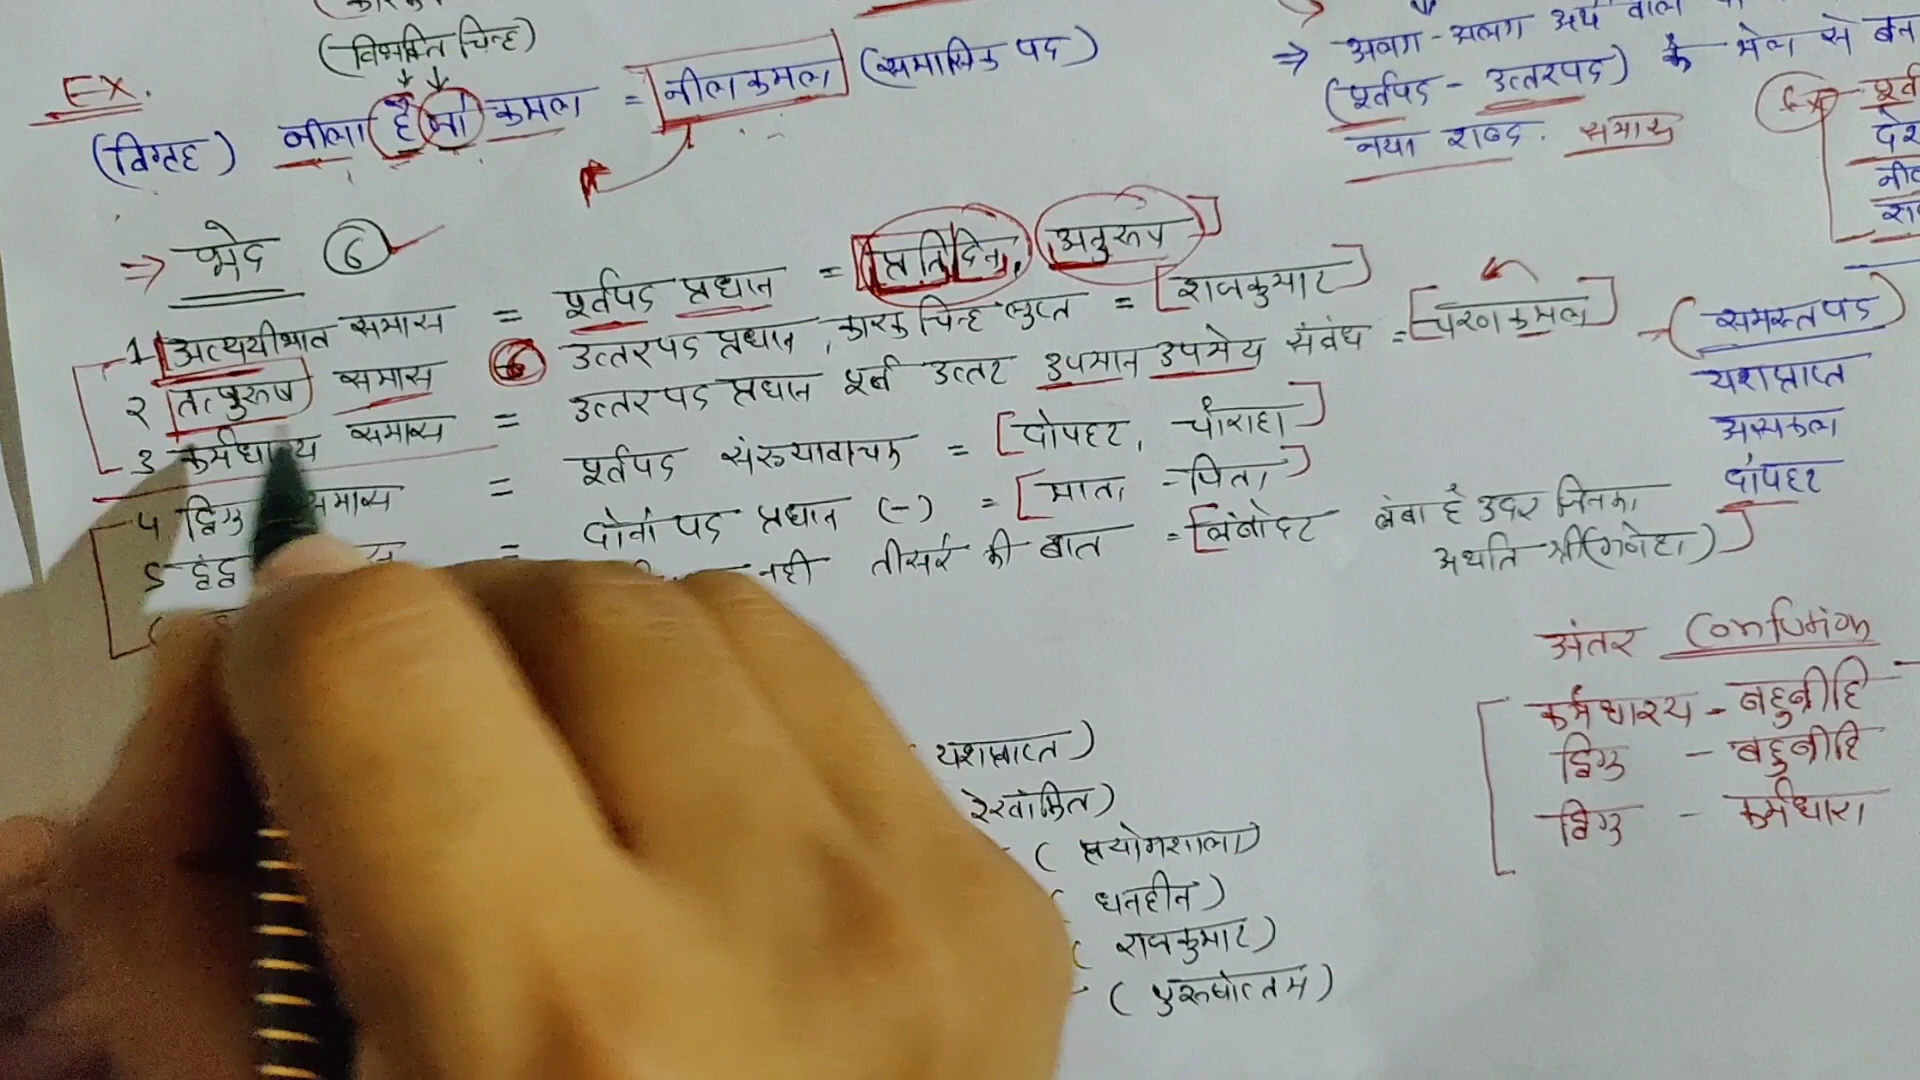 (विभक्ति चिन्ह)
EX.
(विग्रह) नीला है जो कमल = नीलकमल (समासिक पद)
⇒ अलग-अलग अर्थ वाले
(पूर्वपद - उत्तरपद) के मेल से बन
नया शब्द. समास
Ex पूर्व
देश
⇒ भेद 6
1 अव्ययीभाव समास = पूर्वपद प्रधान = [प्रतिदिन, अनुरूप]
2 तत्पुरुष समास 6 उत्तरपद प्रधान, कारक चिन्ह लुप्त = [राजकुमार]
3 कर्मधारय समास = उत्तरपद प्रधान पूर्व उत्तर उपमान उपमेय संबंध = [चरणकमल]
4 द्विगु समास = पूर्वपद संख्यावाचक = [दोपहर, चौराहा]
5 द्वंद्व = दोनों पद प्रधान (-) = [माता - पिता]
नही तीसरे की बात = [लंबोदर लंबा है उदर जिनका
अर्थात श्री(गणेश)]
(समस्तपद)
यशप्राप्त
दोपहर
अंतर Confusion
कर्मधारय - बहुब्रीहि
द्विगु - बहुब्रीहि
द्विगु - कर्मधारा
यशप्राप्त)
रेखांकित)
(प्रयोगशाला)
(धनहीन)
(राजकुमार)
- (पुरुषोत्तम)